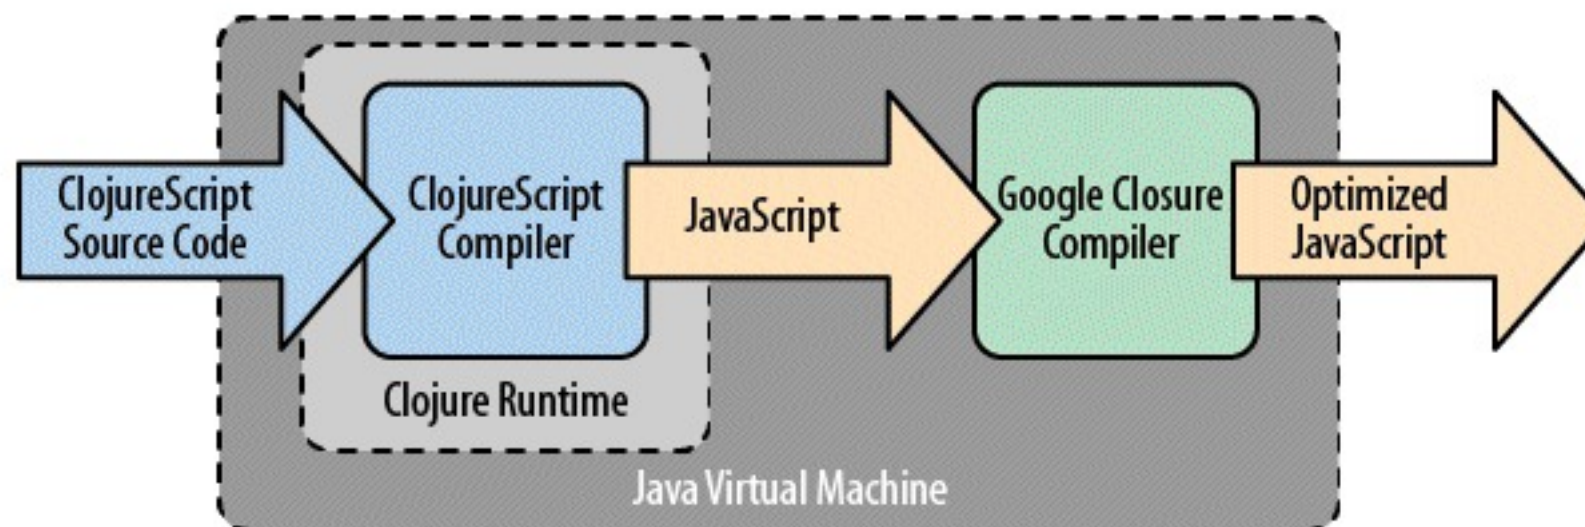 ClojureScript
Source Code
ClojureScript
Compiler
JavaScript
Google Closure
Compiler
Optimized
JavaScript
Clojure Runtime
Java Virtual Machine